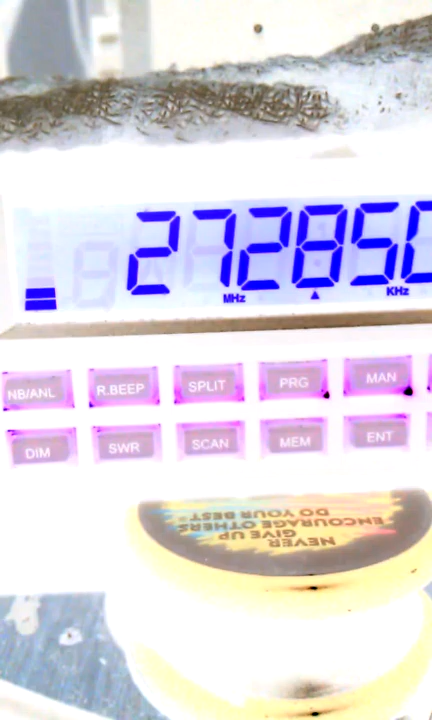 272850
MHz ▲ KHz
NB/ANL R.BEEP SPLIT PRG MAN
DIM SWR SCAN MEM ENT
NEVER
GIVE UP
ENCOURAGE OTHERS
DO YOUR BEST